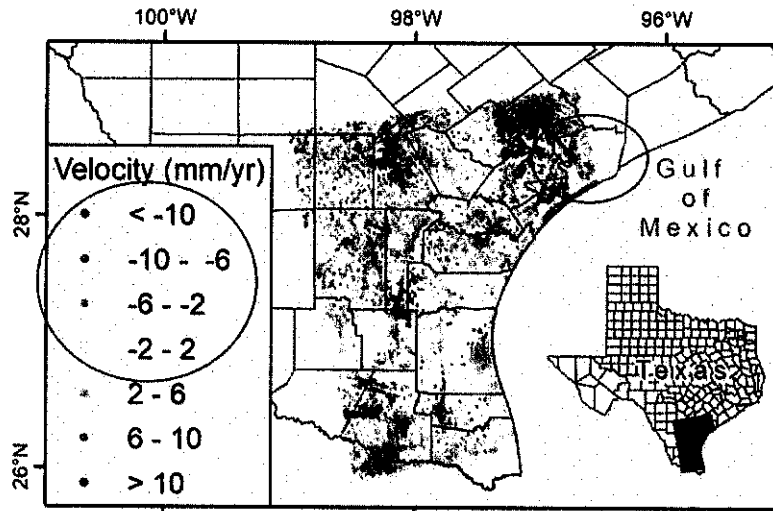 100°W 98°W 96°W
Velocity (mm/yr)
< -10
-10 - -6
-6 - -2
-2 - 2
2 - 6
6 - 10
> 10
28°N
26°N
Gulf
of
Mexico
Texas